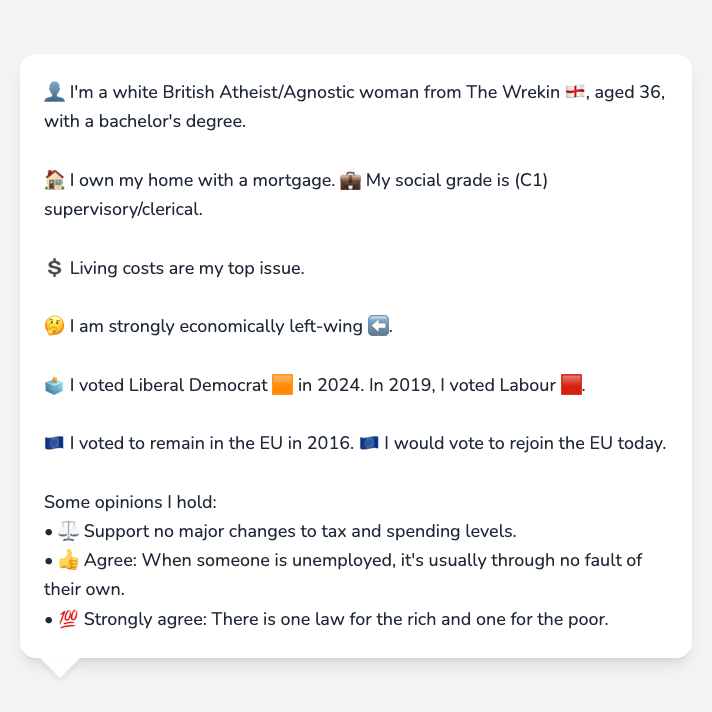 👤 I'm a white British Atheist/Agnostic woman from The Wrekin 🏴󠁧󠁢󠁥󠁮󠁧󠁿, aged 36,
with a bachelor's degree.
🏠 I own my home with a mortgage. 💼 My social grade is (C1)
supervisory/clerical.
💲 Living costs are my top issue.
🤔 I am strongly economically left-wing ⬅️.
🗳️ I voted Liberal Democrat 🟧 in 2024. In 2019, I voted Labour 🟥.
🇪🇺 I voted to remain in the EU in 2016. 🇪🇺 I would vote to rejoin the EU today.
Some opinions I hold:
• ⚖️ Support no major changes to tax and spending levels.
• 👍 Agree: When someone is unemployed, it's usually through no fault of
their own.
• 💯 Strongly agree: There is one law for the rich and one for the poor.